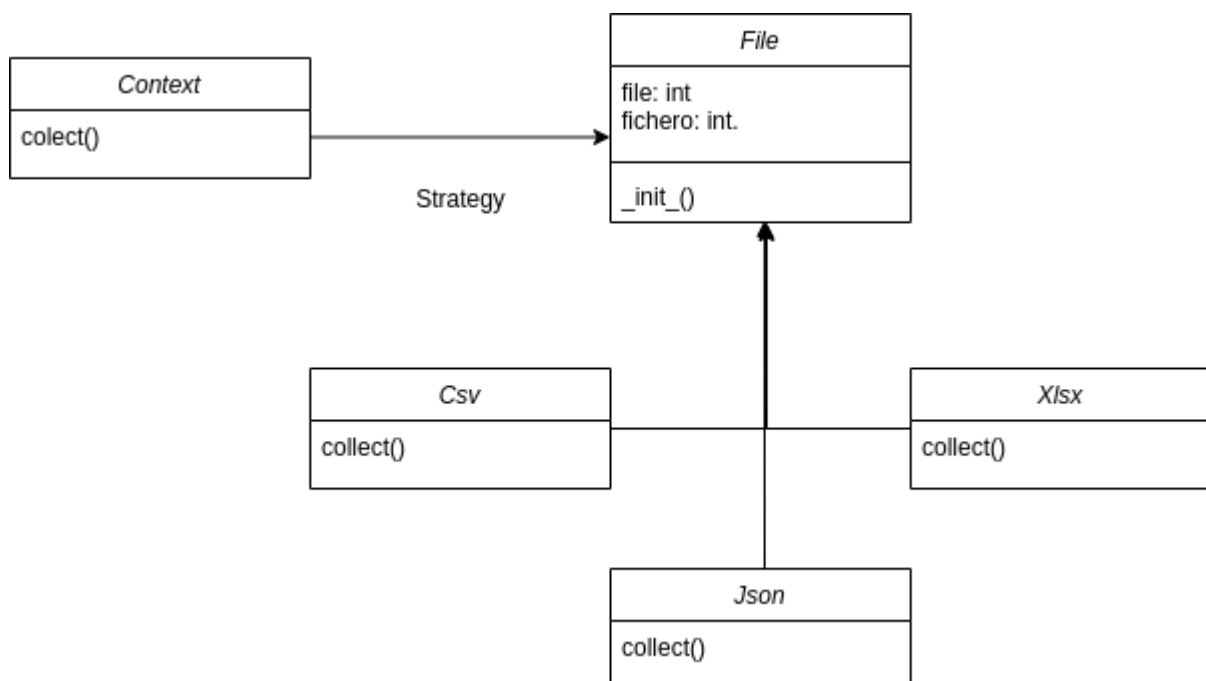 File
Context
file: int
fichero: int.
colect()
Strategy
_init_()
Csv
Xlsx
collect()
collect()
Json
collect()